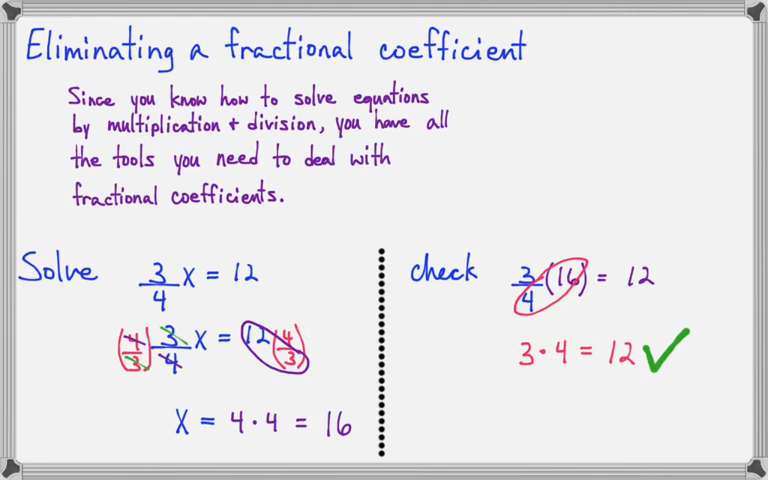 Eliminating a fractional coefficient
Since you know how to solve equations
by multiplication + division, you have all
the tools you need to deal with
fractional coefficients.
Solve 3/4 x = 12
(4/3) 3/4 x = 12 (4/3)
x = 4 · 4 = 16
check 3/4 (16) = 12
3 · 4 = 12 ✓